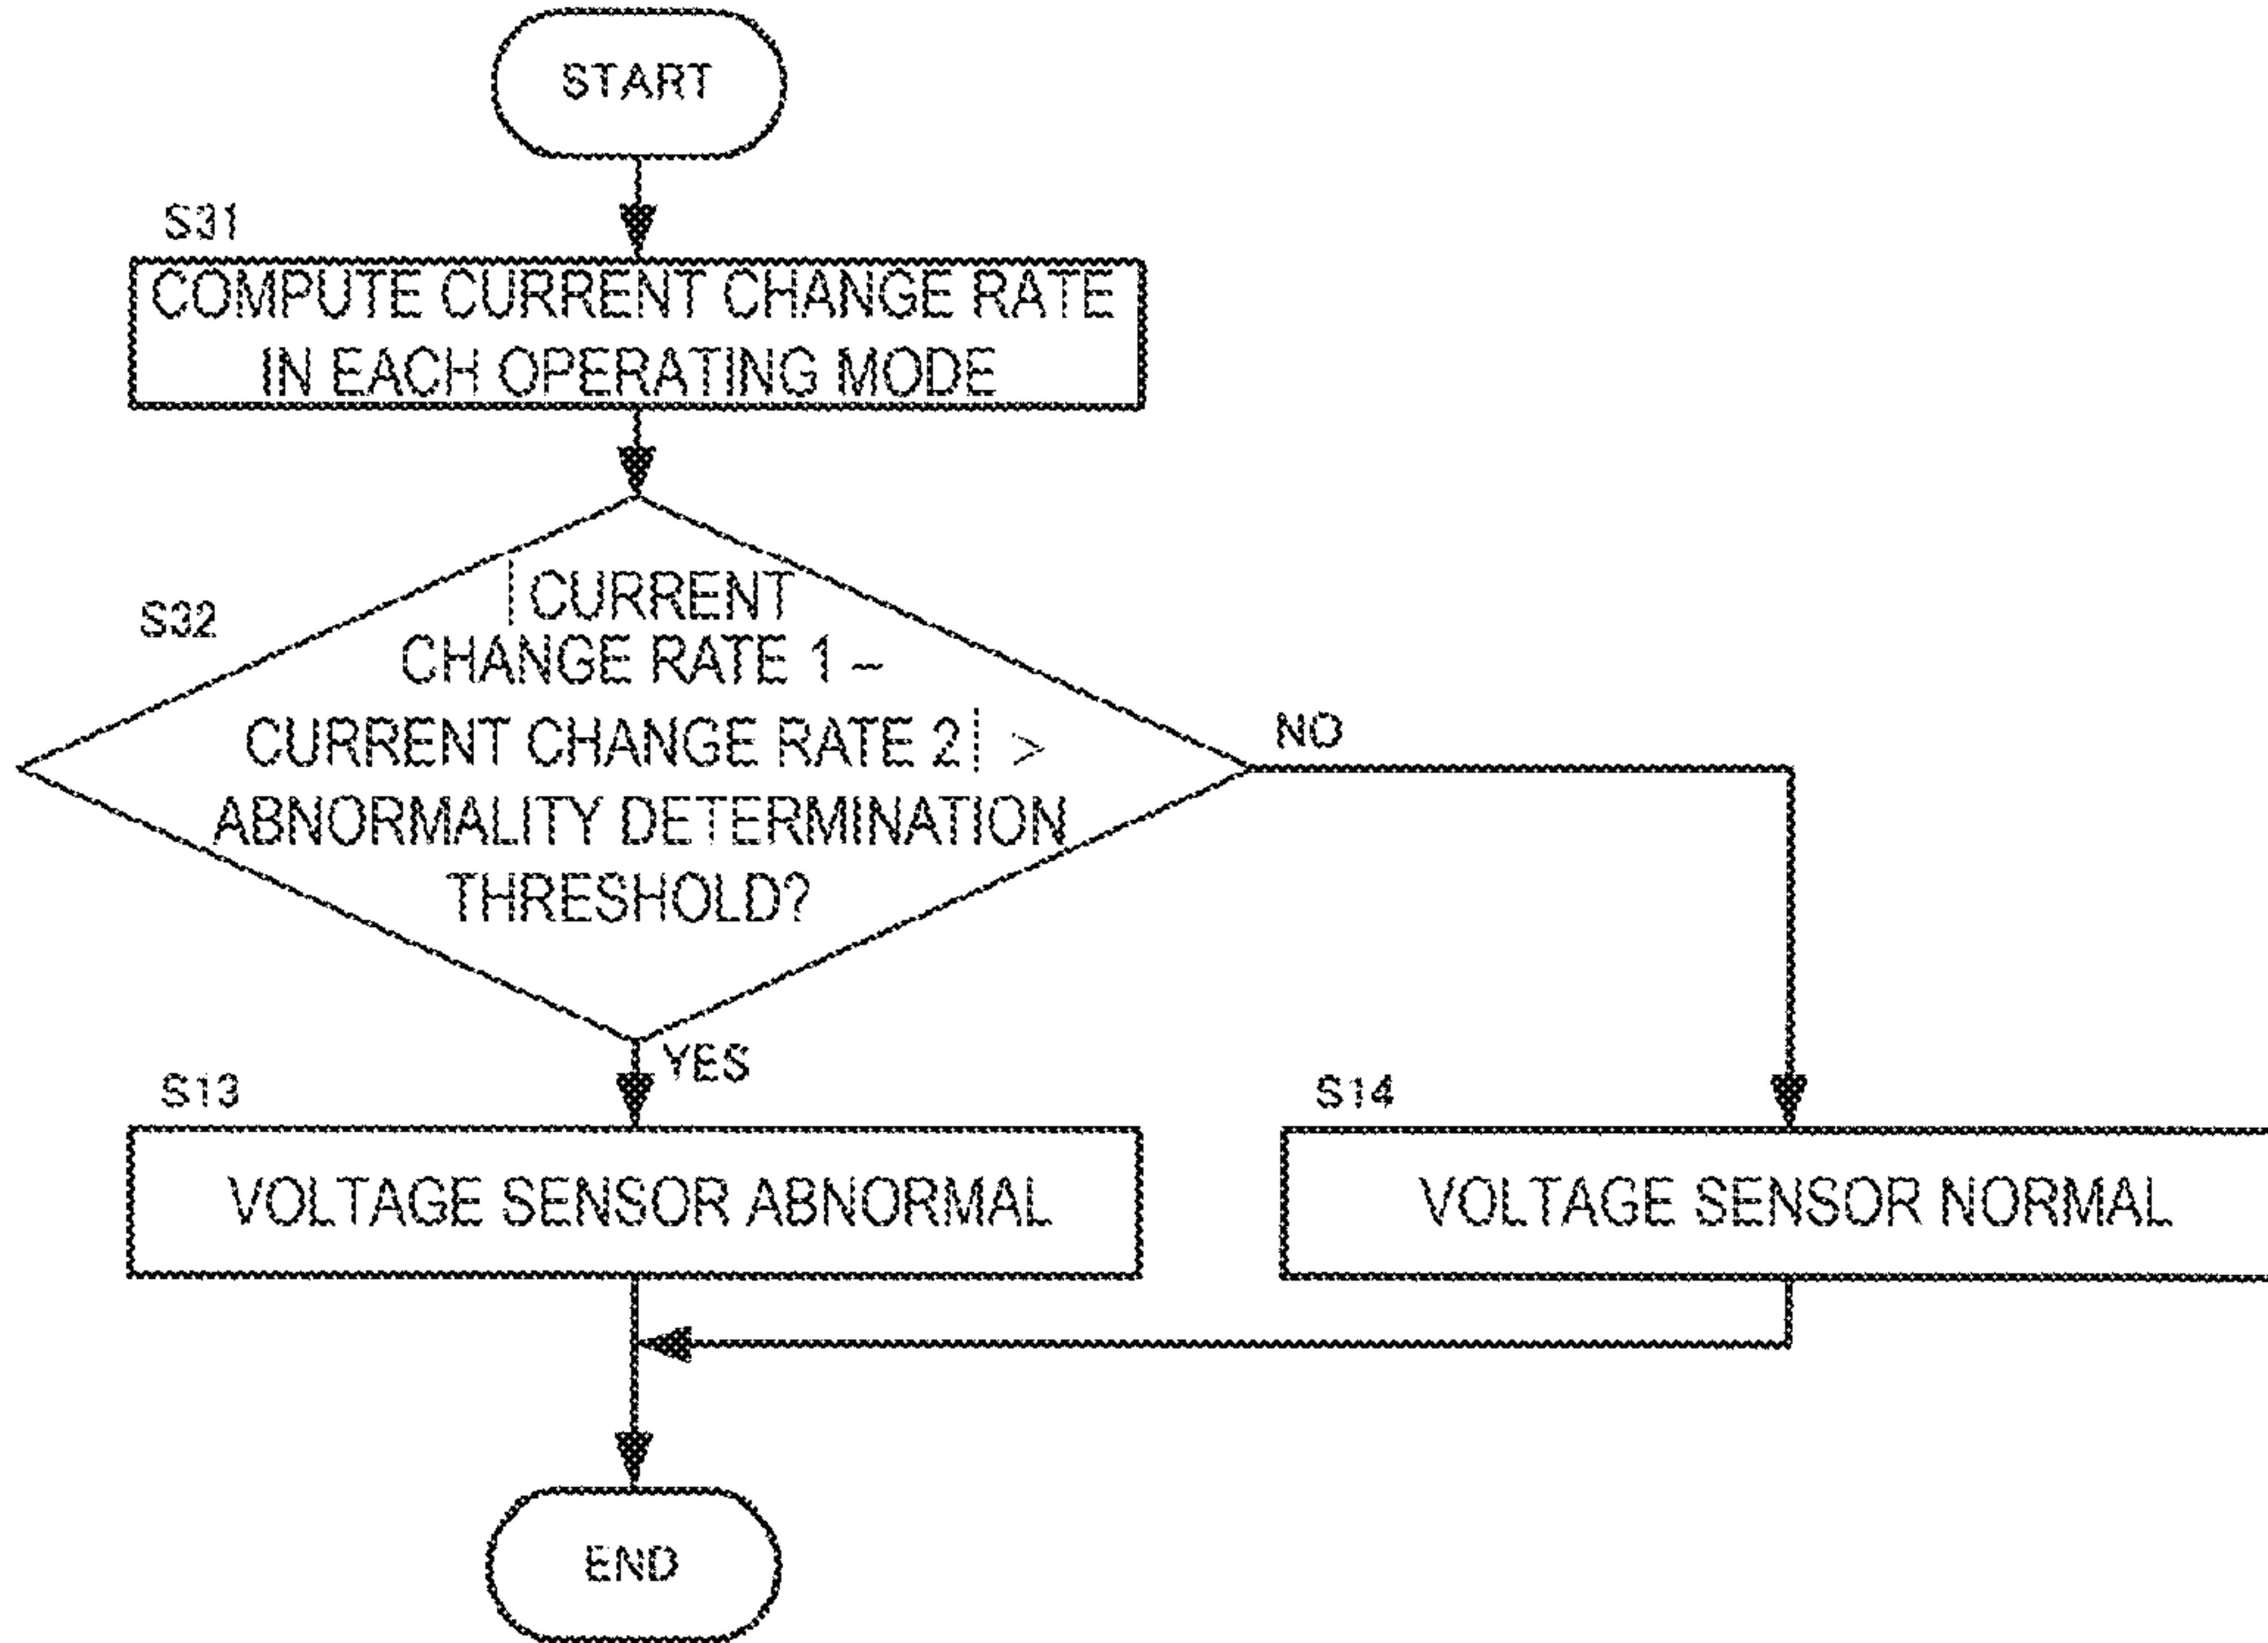 START
S31
COMPUTE CURRENT CHANGE RATE
IN EACH OPERATING MODE
S32
| CURRENT
CHANGE RATE 1 –
CURRENT CHANGE RATE 2 | >
ABNORMALITY DETERMINATION
THRESHOLD?
NO
YES
S13
VOLTAGE SENSOR ABNORMAL
S14
VOLTAGE SENSOR NORMAL
END